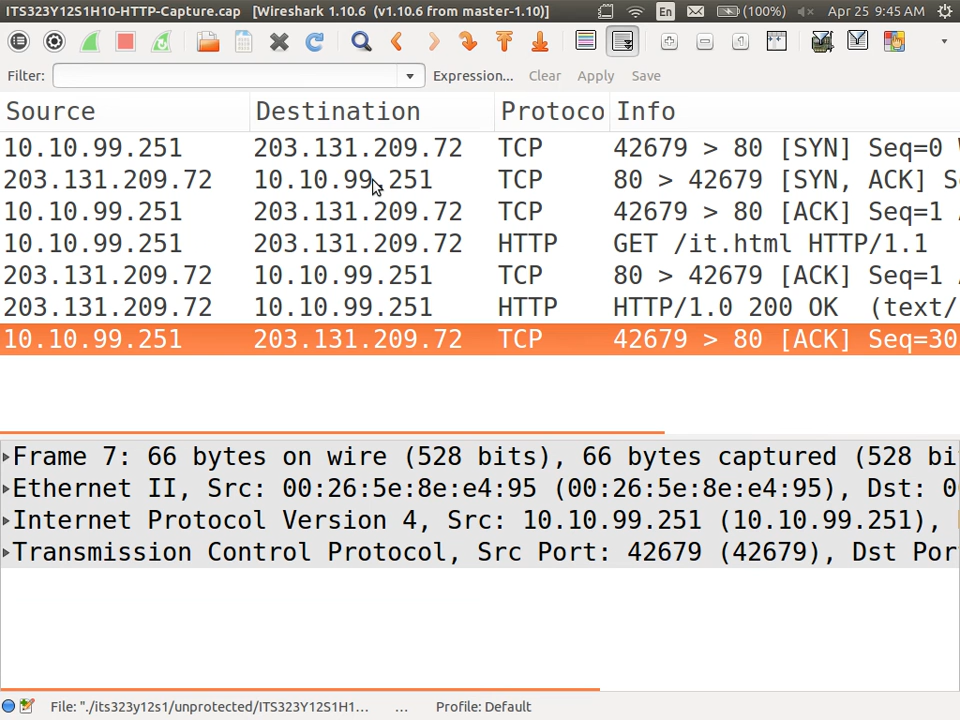 ITS323Y12S1H10-HTTP-Capture.cap [Wireshark 1.10.6 (v1.10.6 from master-1.10)] En (100%) Apr 25 9:45 AM
Filter: Expression... Clear Apply Save
Source Destination Protoco Info
10.10.99.251 203.131.209.72 TCP 42679 > 80 [SYN] Seq=0
203.131.209.72 10.10.99.251 TCP 80 > 42679 [SYN, ACK] S
10.10.99.251 203.131.209.72 TCP 42679 > 80 [ACK] Seq=1
10.10.99.251 203.131.209.72 HTTP GET /it.html HTTP/1.1
203.131.209.72 10.10.99.251 TCP 80 > 42679 [ACK] Seq=1
203.131.209.72 10.10.99.251 HTTP HTTP/1.0 200 OK (text/
10.10.99.251 203.131.209.72 TCP 42679 > 80 [ACK] Seq=30
Frame 7: 66 bytes on wire (528 bits), 66 bytes captured (528 bi
Ethernet II, Src: 00:26:5e:8e:e4:95 (00:26:5e:8e:e4:95), Dst: 0
Internet Protocol Version 4, Src: 10.10.99.251 (10.10.99.251),
Transmission Control Protocol, Src Port: 42679 (42679), Dst Por
File: "./its323y12s1/unprotected/ITS323Y12S1H1... ... Profile: Default